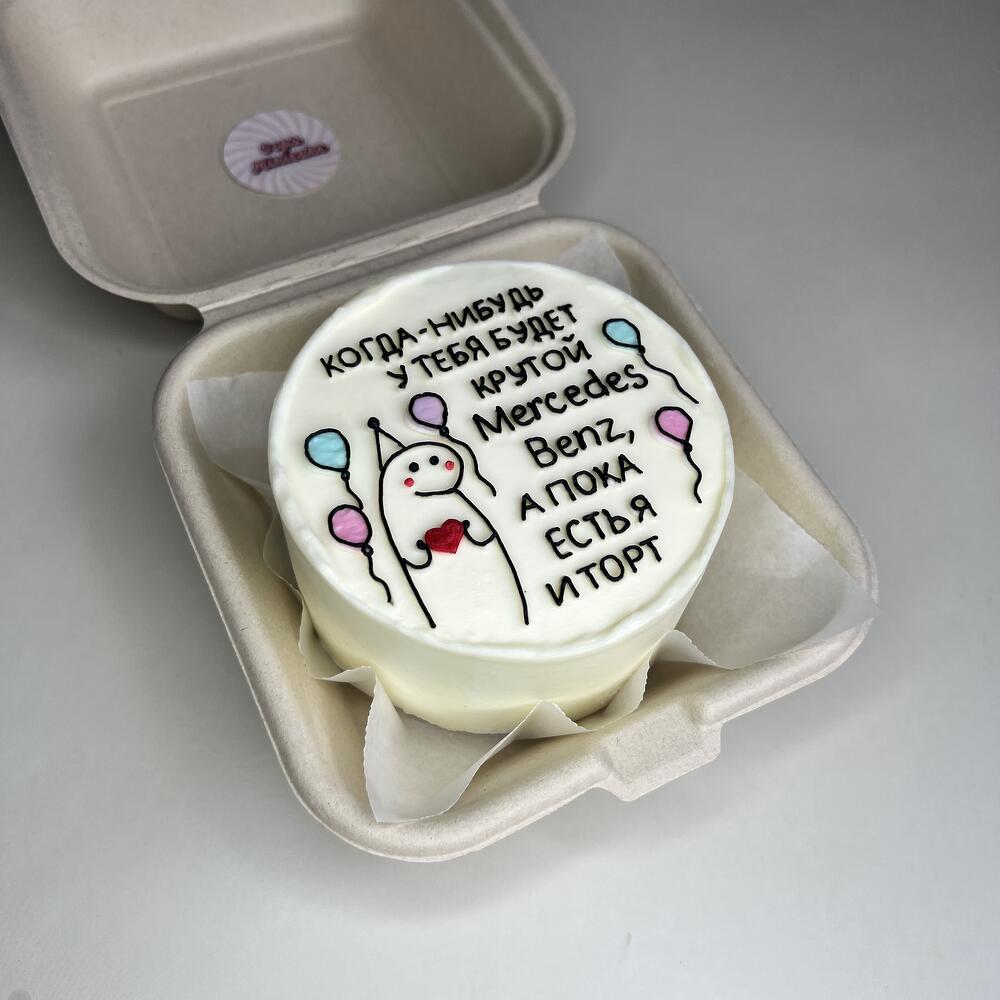 КОГДА-НИБУДЬ
У ТЕБЯ БУДЕТ
КРУТОЙ
Mercedes
Benz,
А ПОКА
ЕСТЬ Я
И ТОРТ